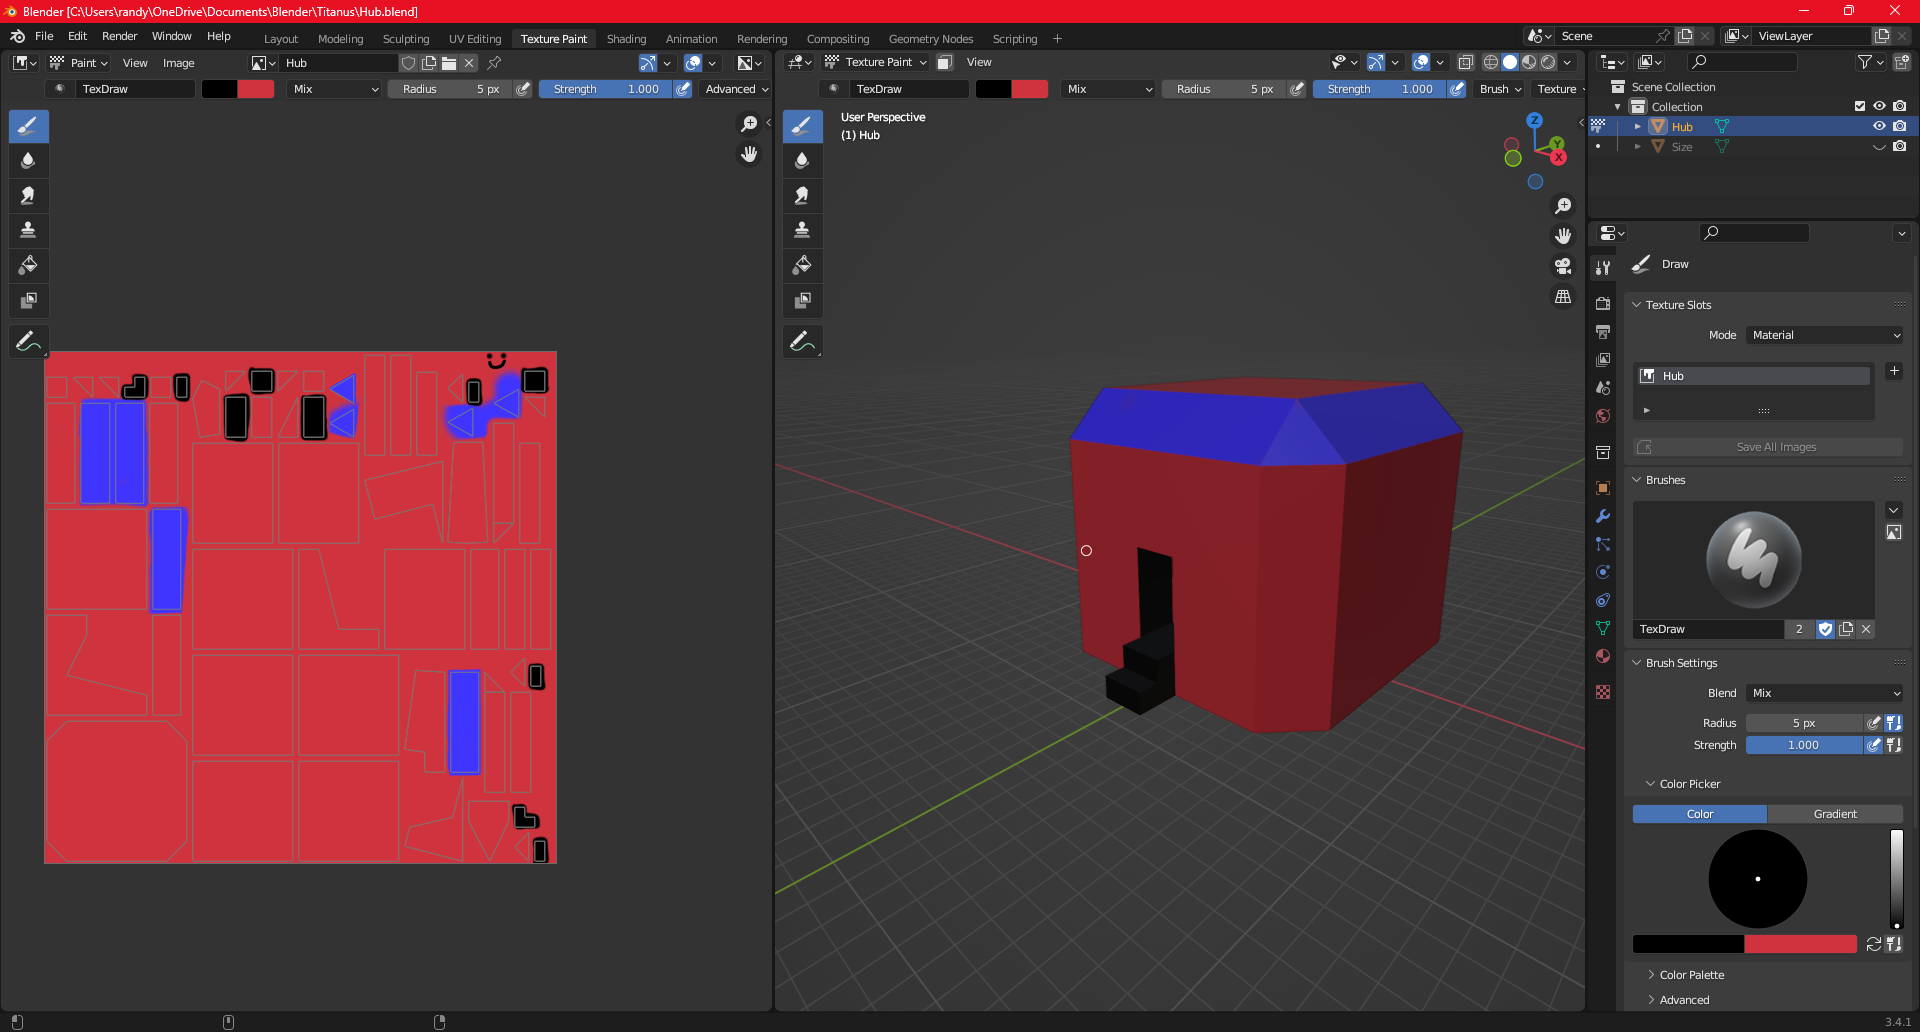 Blender [C:\Users\randy\OneDrive\Documents\Blender\Titanus\Hub.blend]
File Edit Render Window Help Layout Modeling Sculpting UV Editing Texture Paint Shading Animation Rendering Compositing Geometry Nodes Scripting + Scene ViewLayer
Paint View Image Hub Texture Paint View
TexDraw Mix Radius 5 px Strength 1.000 Advanced TexDraw Mix Radius 5 px Strength 1.000 Brush Texture
User Perspective
(1) Hub
Z
Y
X
Scene Collection
Collection
Hub
Size
Draw
Texture Slots
Mode Material
Hub
Save All Images
Brushes
TexDraw 2
Brush Settings
Blend Mix
Radius 5 px
Strength 1.000
Color Picker
Color Gradient
Color Palette
Advanced
3.4.1